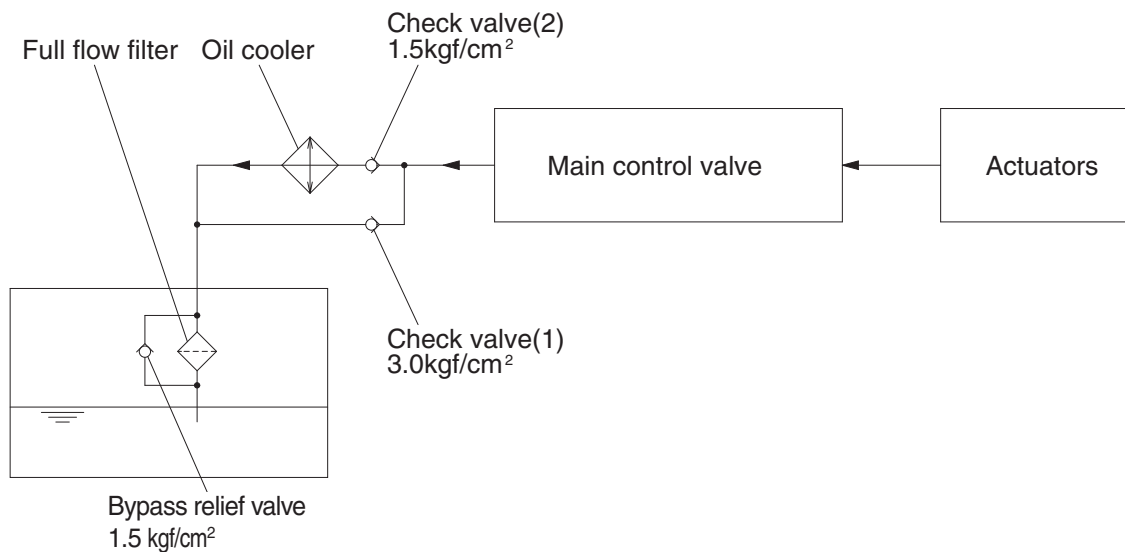 Check valve(2)
1.5kgf/cm²
Full flow filter
Oil cooler
Main control valve
Actuators
Check valve(1)
3.0kgf/cm²
Bypass relief valve
1.5 kgf/cm²